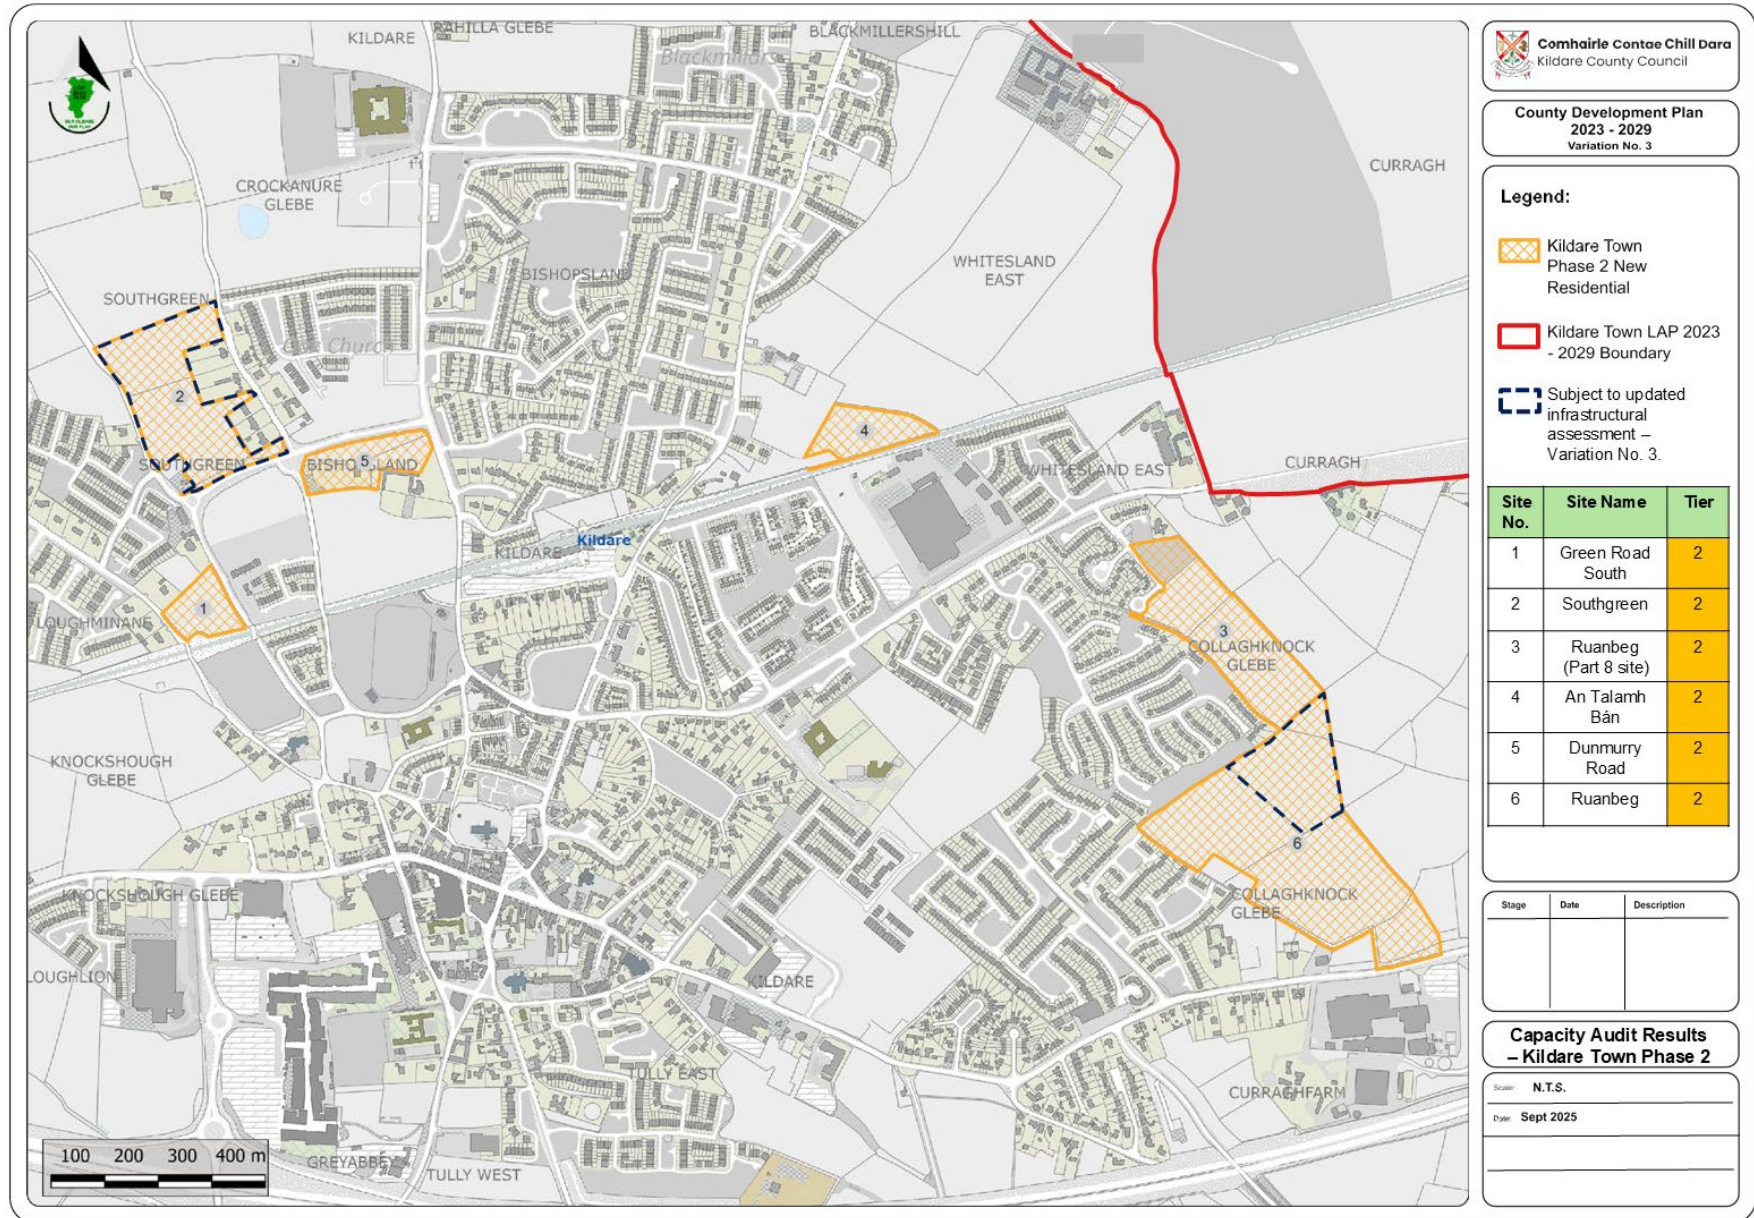 KILDARE
RAHILLA GLEBE
BLACKMILLERSHILL
CROCKANURE
GLEBE
CURRAGH
WHITESLAND
EAST
BISHOPSLAND
SOUTHGREEN
2
4
SOUTHGREEN
BISHOPSLAND
5
WHITESLAND EAST
CURRAGH
KILDARE
Kildare
1
LOUGHMINANE
3
COLLAGHKNOCK
GLEBE
KNOCKSHOUGH
GLEBE
6
KNOCKSHOUGH GLEBE
COLLAGHKNOCK
GLEBE
LOUGHLION
KILDARE
TULLY EAST
CURRAGHFARM
GREYABBEY
TULLY WEST
100 200 300 400 m
Comhairle Contae Chill Dara
Kildare County Council
County Development Plan
2023 - 2029
Variation No. 3
Legend:
Kildare Town
Phase 2 New
Residential
Kildare Town LAP 2023
- 2029 Boundary
Subject to updated
infrastructural
assessment –
Variation No. 3.
Site No. Site Name Tier
1 Green Road South 2
2 Southgreen 2
3 Ruanbeg (Part 8 site) 2
4 An Talamh Bán 2
5 Dunmurry Road 2
6 Ruanbeg 2
Stage Date Description
Capacity Audit Results
– Kildare Town Phase 2
Scale: N.T.S.
Date: Sept 2025